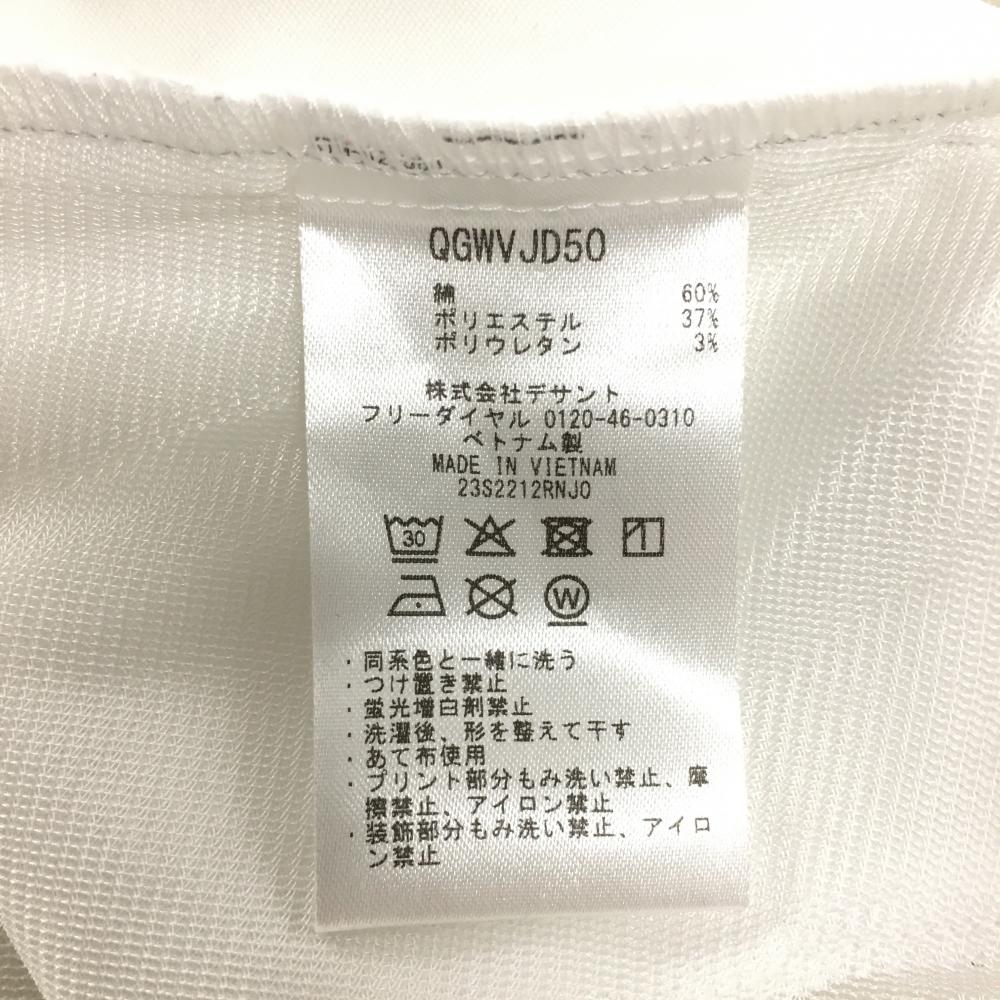 QGWVJD50
綿 60%
ポリエステル 37%
ポリウレタン 3%
株式会社デサント
フリーダイヤル 0120-46-0310
ベトナム製
MADE IN VIETNAM
23S2212RNJO
30
W
・同系色と一緒に洗う
・つけ置き禁止
・蛍光増白剤禁止
・洗濯後、形を整えて干す
・あて布使用
・プリント部分もみ洗い禁止、摩
擦禁止、アイロン禁止
・装飾部分もみ洗い禁止、アイロ
ン禁止